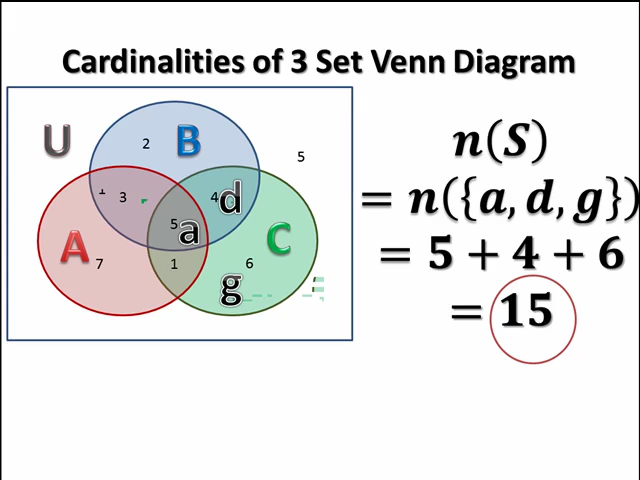 Cardinalities of 3 Set Venn Diagram
U
B
2
5
n(S)
3
4
d
= n({a, d, g})
5
a
A
C
= 5 + 4 + 6
7
1
6
g
= 15